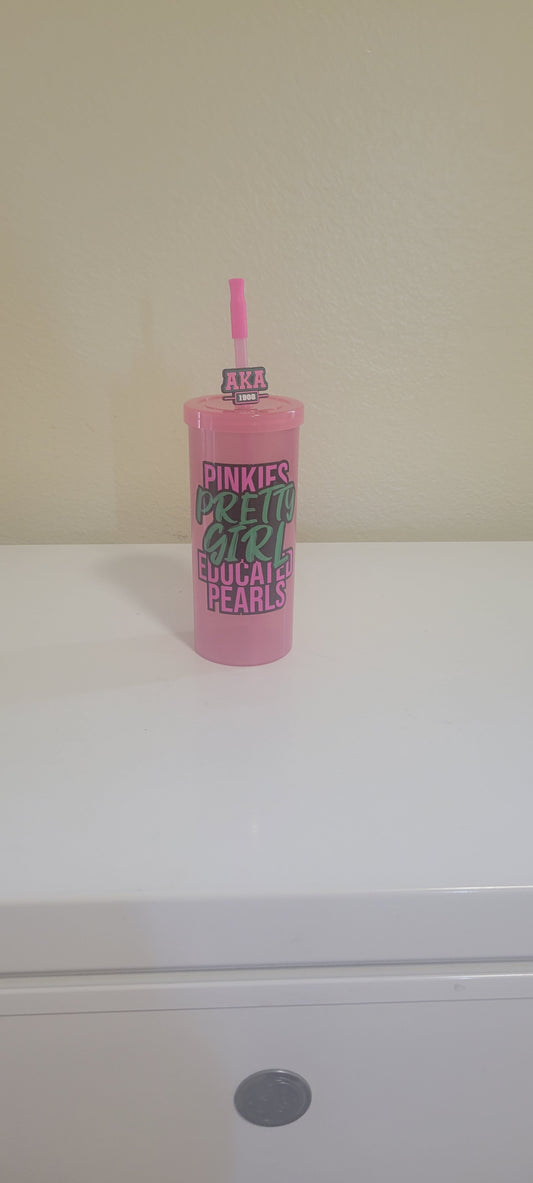 AKA
1908
PINKIES
PRETTY
GIRL
EDUCATED
PEARLS